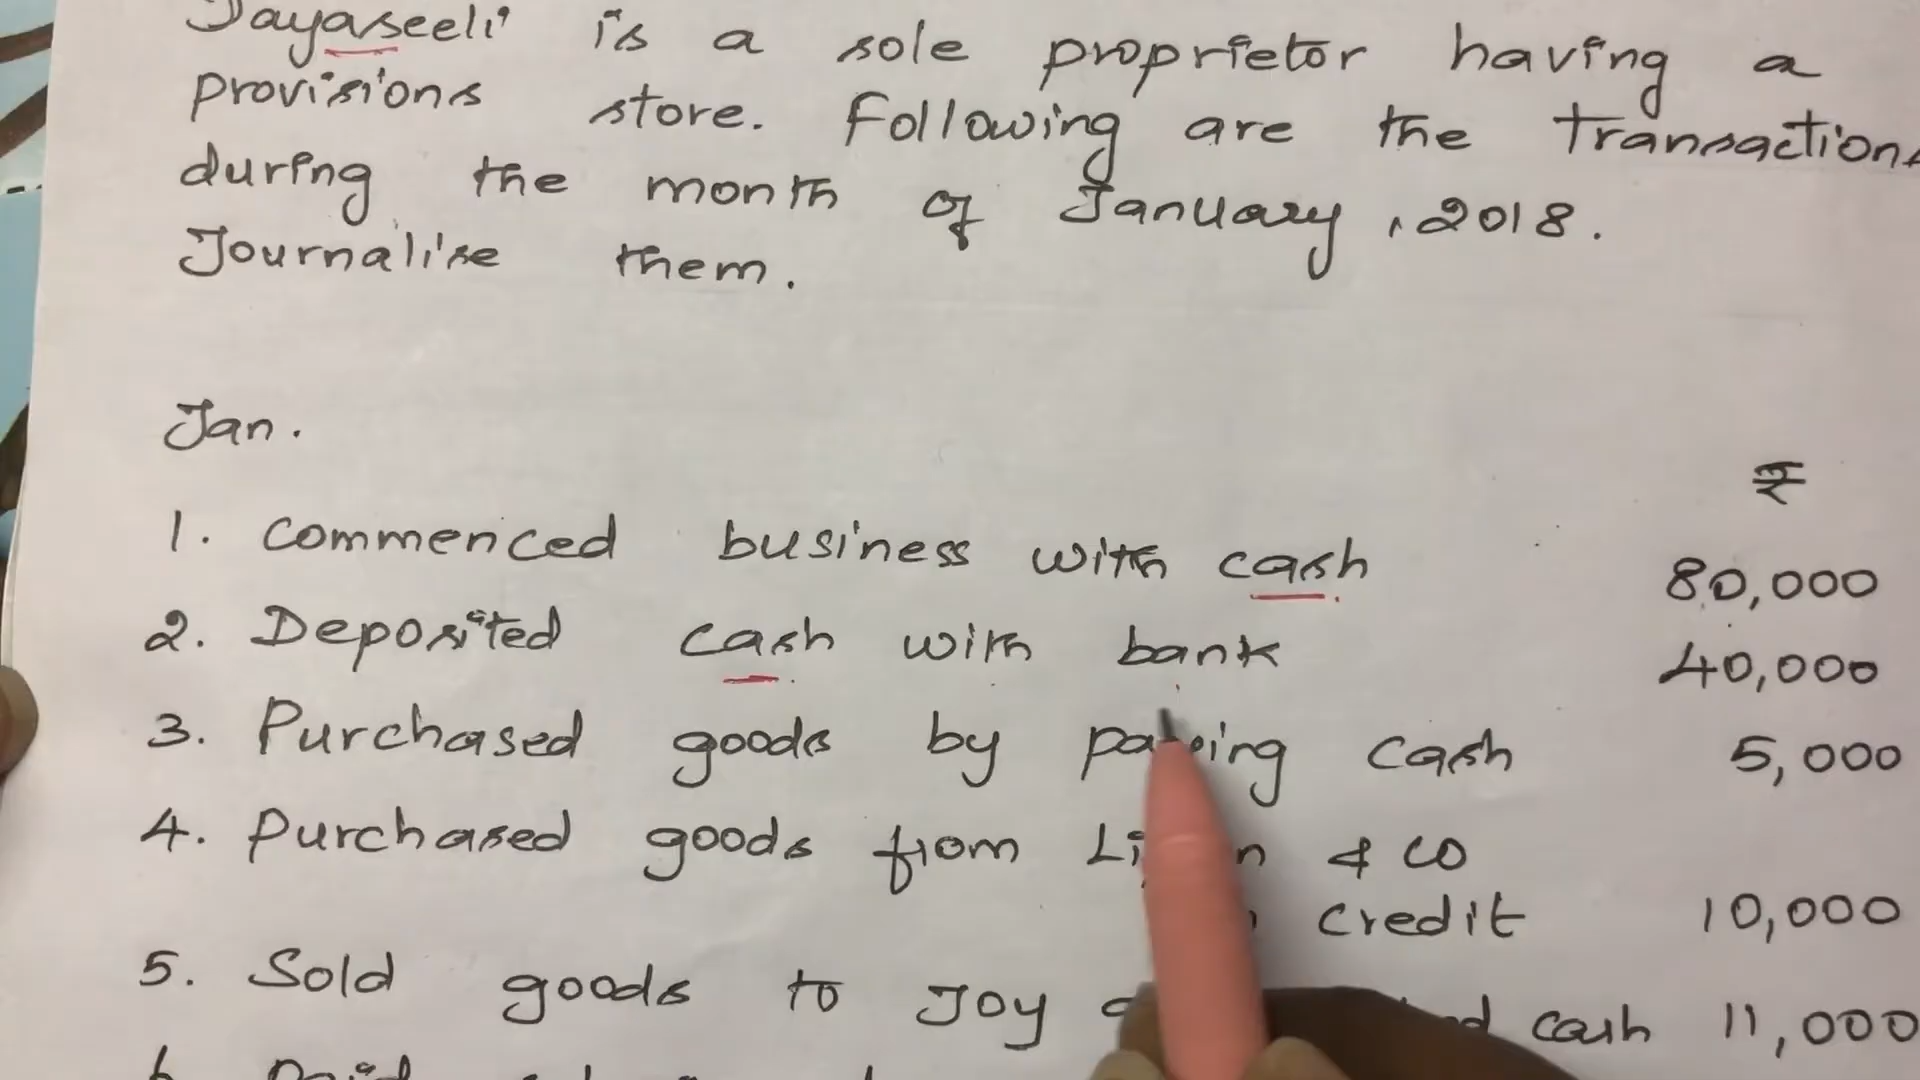 Jayaseeli is a sole proprietor having a
provisions store. Following are the transactions
during the month of January, 2018.
Journalise them.
Jan.
₹
1. Commenced business with cash 80,000
2. Deposited cash with bank 40,000
3. Purchased goods by paying cash 5,000
4. Purchased goods from & Co
credit 10,000
5. Sold goods to Joy cash 11,000
6. Paid